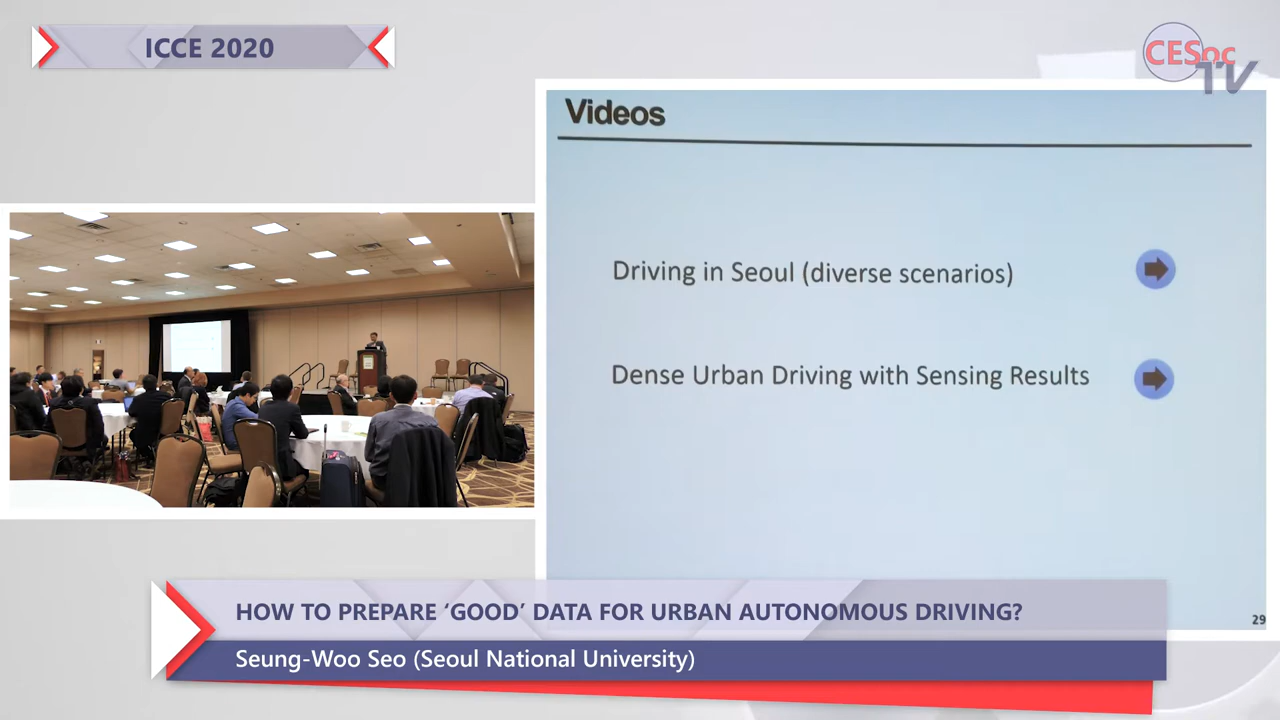 ICCE 2020
CESoc
TV
Videos
Driving in Seoul (diverse scenarios)
Dense Urban Driving with Sensing Results
29
HOW TO PREPARE ‘GOOD’ DATA FOR URBAN AUTONOMOUS DRIVING?
Seung-Woo Seo (Seoul National University)